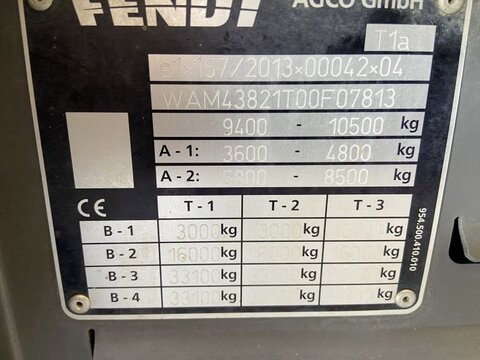 FENDT
AGCO GmbH
T1a
e1*167/2013*00042*04
WAM43821T00F07813
9400 - 10500 kg
A - 1: 3600 - 4800 kg
A - 2: - 8500 kg
CE T - 1 T - 2 T - 3
B - 1 3000 kg 3000 kg kg
B - 2 16000 kg kg kg
B - 3 33100 kg kg kg
B - 4 33100 kg kg kg
954.500.410.010